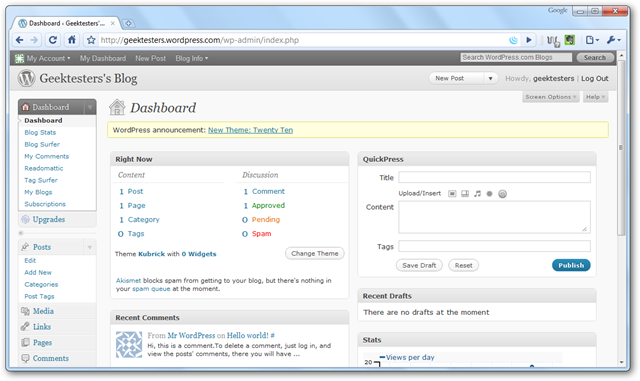 Google
Dashboard ‹ Geektesters's...
http://geektesters.wordpress.com/wp-admin/index.php
My Account
My Dashboard
New Post
Blog Info
Search WordPress.com Blogs
Search
Geektesters's Blog
New Post
Howdy, geektesters | Log Out
Screen Options
Help
Dashboard
Dashboard
Blog Stats
Blog Surfer
My Comments
Readomattic
Tag Surfer
My Blogs
Subscriptions
Upgrades
Posts
Edit
Add New
Categories
Post Tags
Media
Links
Pages
Comments
Dashboard
WordPress announcement: New Theme: Twenty Ten
Right Now
Content
Discussion
1 Post
1 Comment
1 Page
1 Approved
1 Category
0 Pending
0 Tags
0 Spam
Theme Kubrick with 0 Widgets
Change Theme
Akismet blocks spam from getting to your blog, but there's nothing in
your spam queue at the moment.
Recent Comments
From Mr WordPress on Hello world! #
Hi, this is a comment.To delete a comment, just log in, and
view the posts' comments, there you will have ...
QuickPress
Title
Upload/Insert
Content
Tags
Save Draft
Reset
Publish
Recent Drafts
There are no drafts at the moment
Stats
20
Views per day